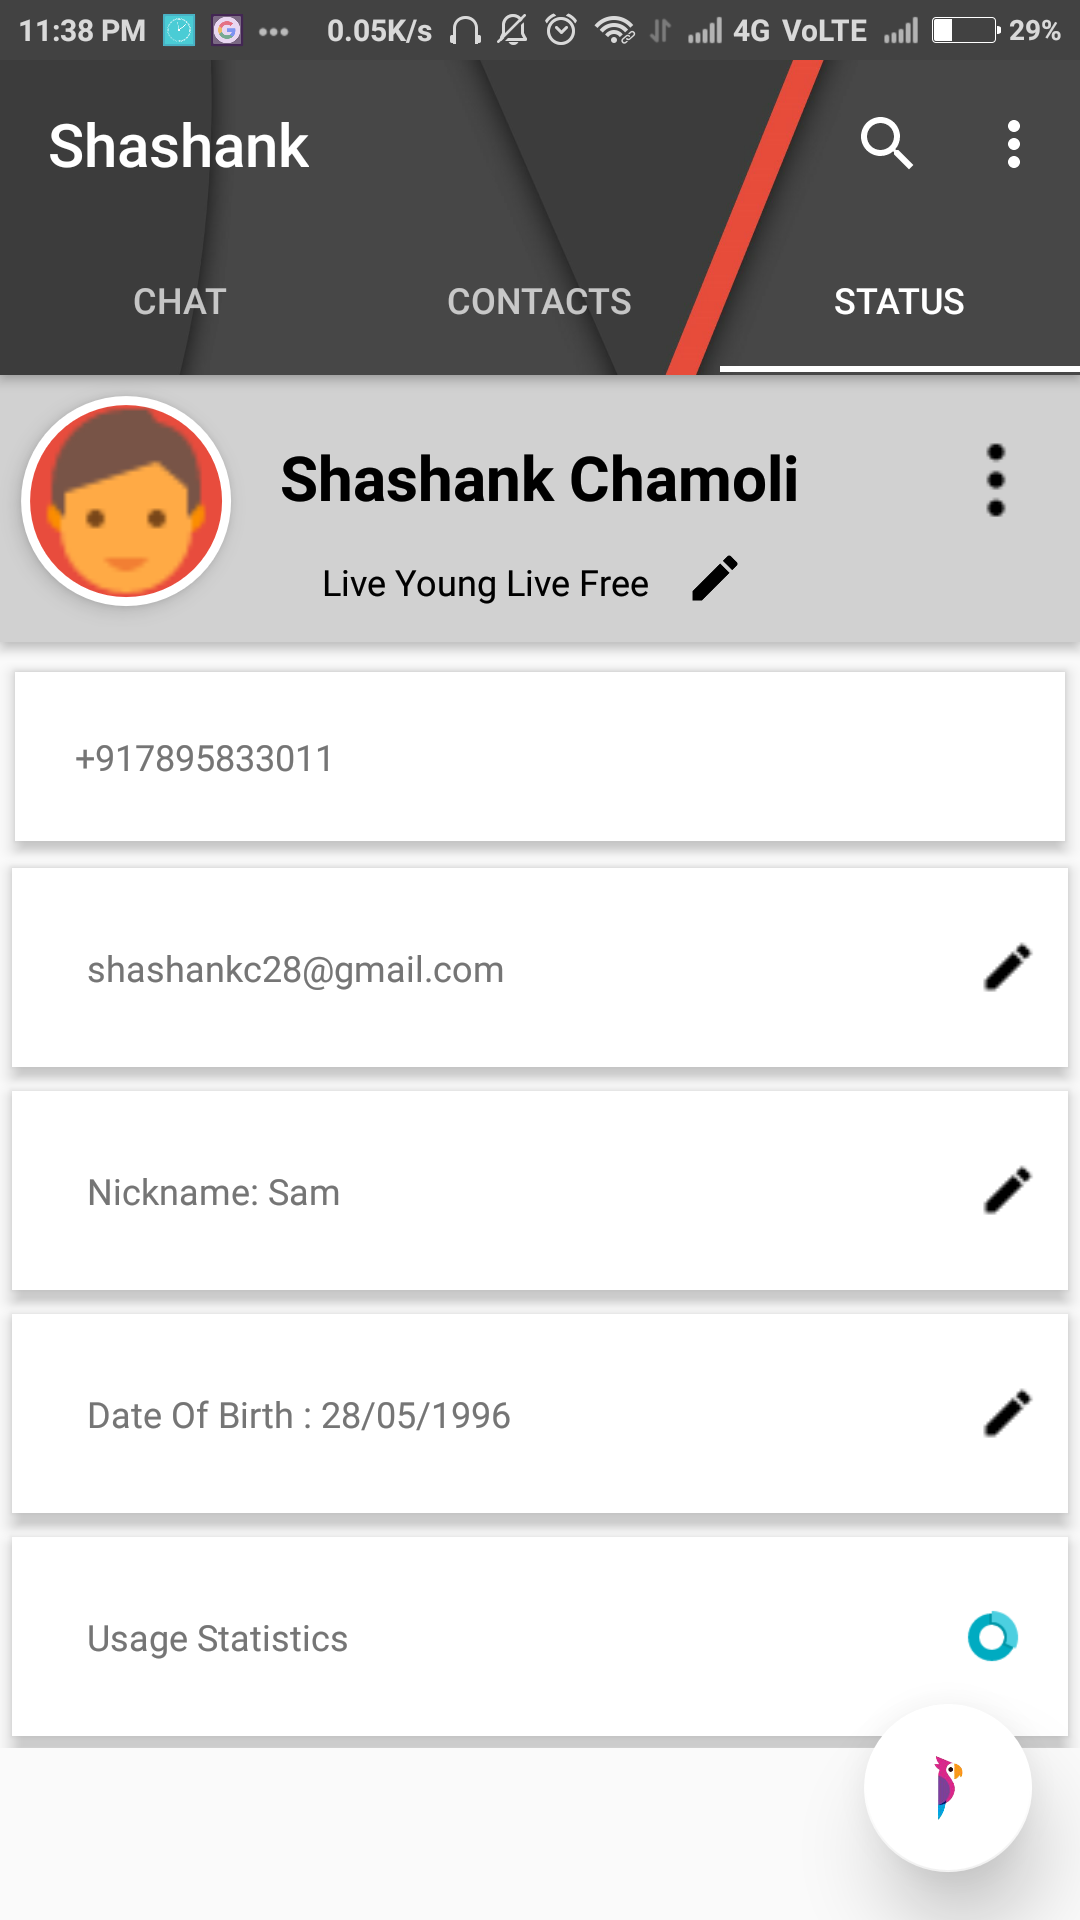 11:38 PM 0.05K/s 4G VoLTE 29%
Shashank
CHAT CONTACTS STATUS
Shashank Chamoli
Live Young Live Free
+917895833011
shashankc28@gmail.com
Nickname: Sam
Date Of Birth : 28/05/1996
Usage Statistics